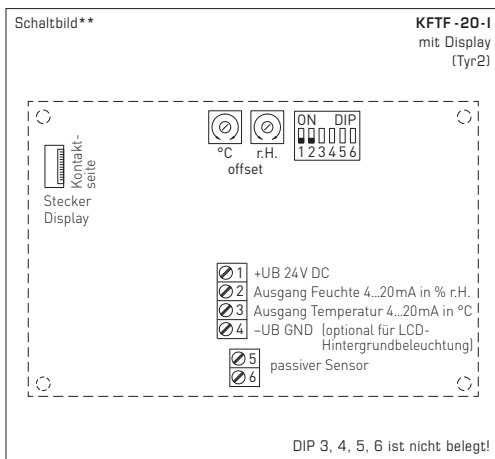 Schaltbild**
KFTF-20-I
mit Display
(Tyr2)
ON DIP
1 2 3 4 5 6
°C r.H.
offset
Kontakt-
seite
Stecker
Display
1 +UB 24V DC
2 Ausgang Feuchte 4...20mA in % r.H.
3 Ausgang Temperatur 4...20mA in °C
4 –UB GND (optional für LCD-
Hintergrundbeleuchtung)
5
6
passiver Sensor
DIP 3, 4, 5, 6 ist nicht belegt!